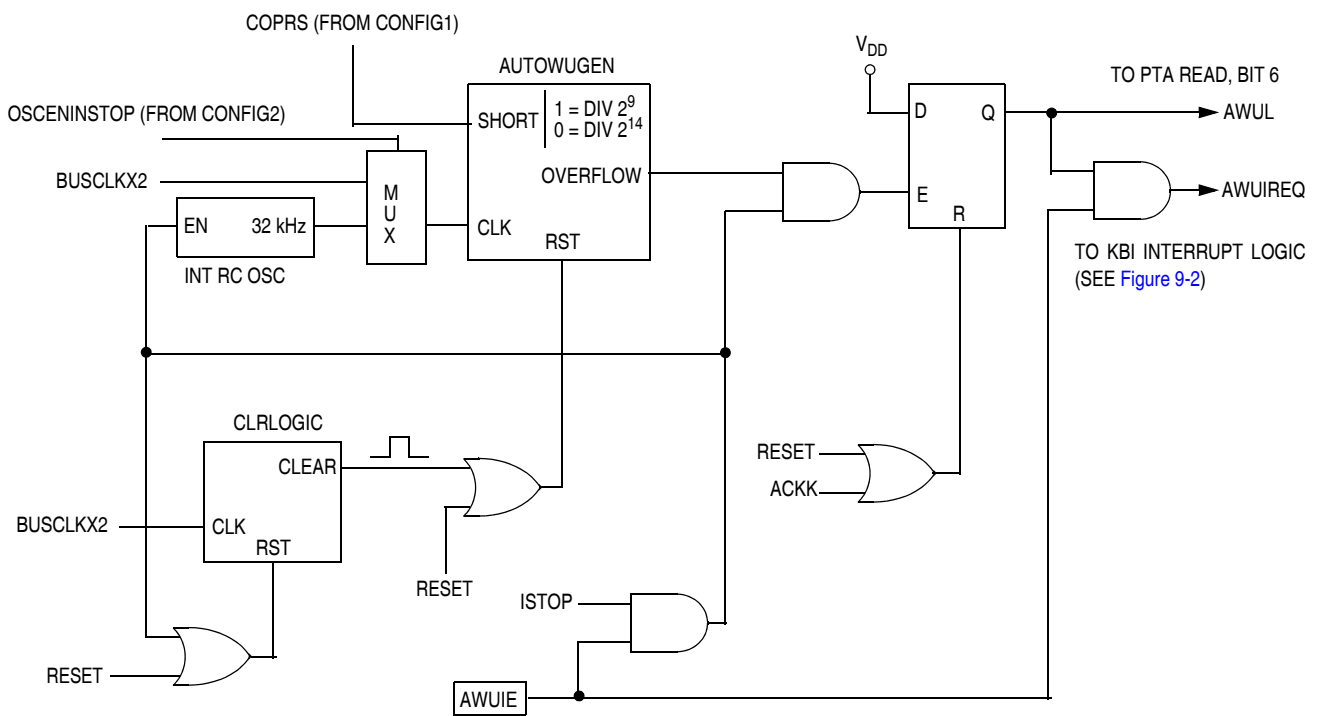 COPRS (FROM CONFIG1)
V_DD
AUTOWUGEN
TO PTA READ, BIT 6
SHORT
1 = DIV 2^9
0 = DIV 2^14
D
Q
AWUL
OSCENINSTOP (FROM CONFIG2)
OVERFLOW
BUSCLKX2
MUX
E
AWUIREQ
EN
32 kHz
CLK
RST
R
INT RC OSC
TO KBI INTERRUPT LOGIC
(SEE Figure 9-2)
CLRLOGIC
CLEAR
RESET
ACKK
BUSCLKX2
CLK
RST
RESET
ISTOP
RESET
AWUIE